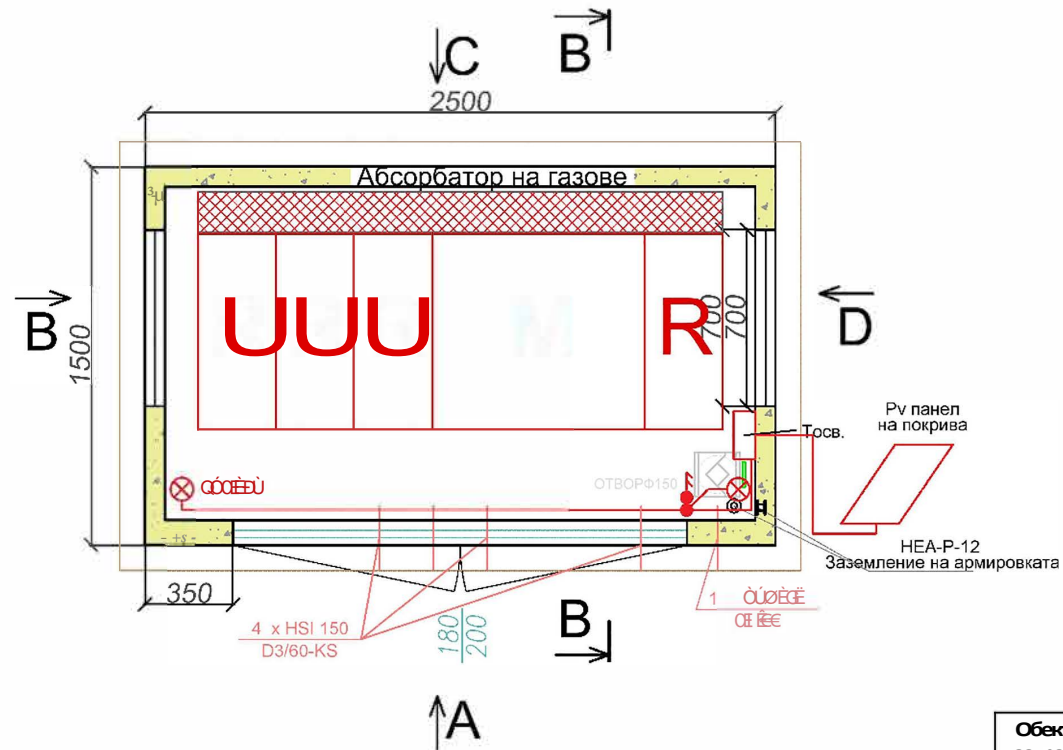 C
B
2500
Абсорбатор на газове
B
1500
UUU
M
R
700
700
D
Pv панел
на покрива
Тосв.
ОТВОРФ150
НЕА-Р-12
Заземление на армировката
350
4 x HSI 150
D3/60-KS
180
200
1
B
A
Обек